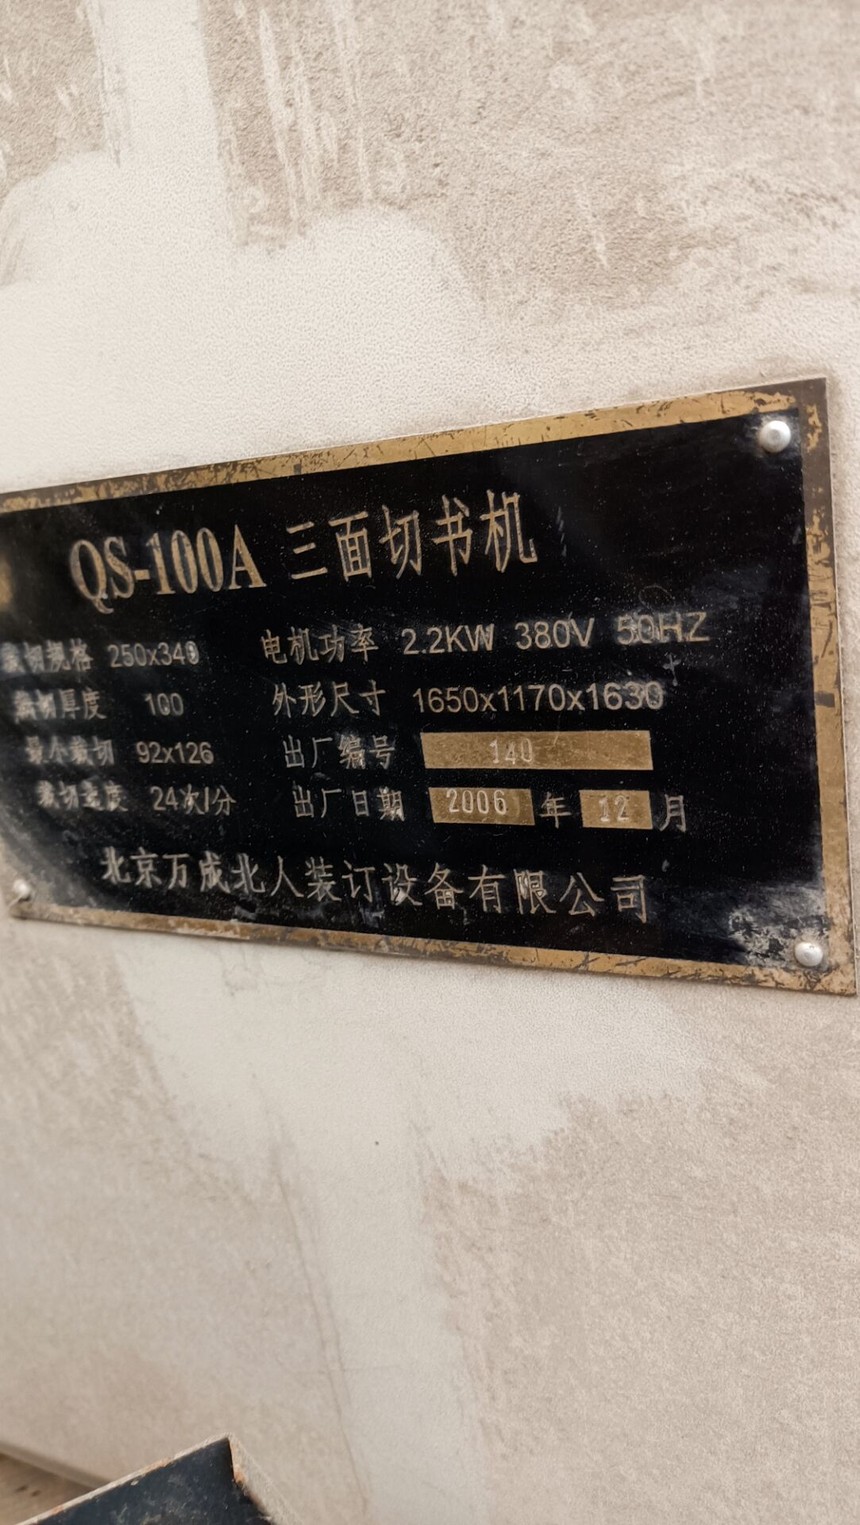 QS-100A 三面切书机
裁切规格 250x340 电机功率 2.2KW 380V 50HZ
裁切厚度 100 外形尺寸 1650x1170x1630
最小裁切 92x126 出厂编号 140
裁切速度 24次/分 出厂日期 2006 年 12 月
北京万成北人装订设备有限公司